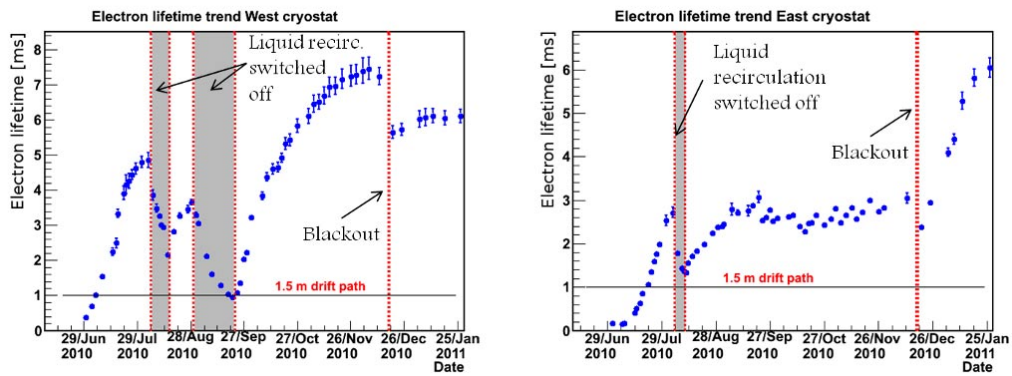 Electron lifetime trend West cryostat
Electron lifetime [ms]
8
7
6
5
4
3
2
1
0
Liquid recirc.
switched
off
Blackout
1.5 m drift path
29/Jun 29/Jul 28/Aug 27/Sep 27/Oct 26/Nov 26/Dec 25/Jan
2010 2010 2010 2010 2010 2010 2010 2011
Date
Electron lifetime trend East cryostat
Electron lifetime [ms]
6
5
4
3
2
1
0
Liquid
recirculation
switched off
Blackout
1.5 m drift path
29/Jun 29/Jul 28/Aug 27/Sep 27/Oct 26/Nov 26/Dec 25/Jan
2010 2010 2010 2010 2010 2010 2010 2011
Date